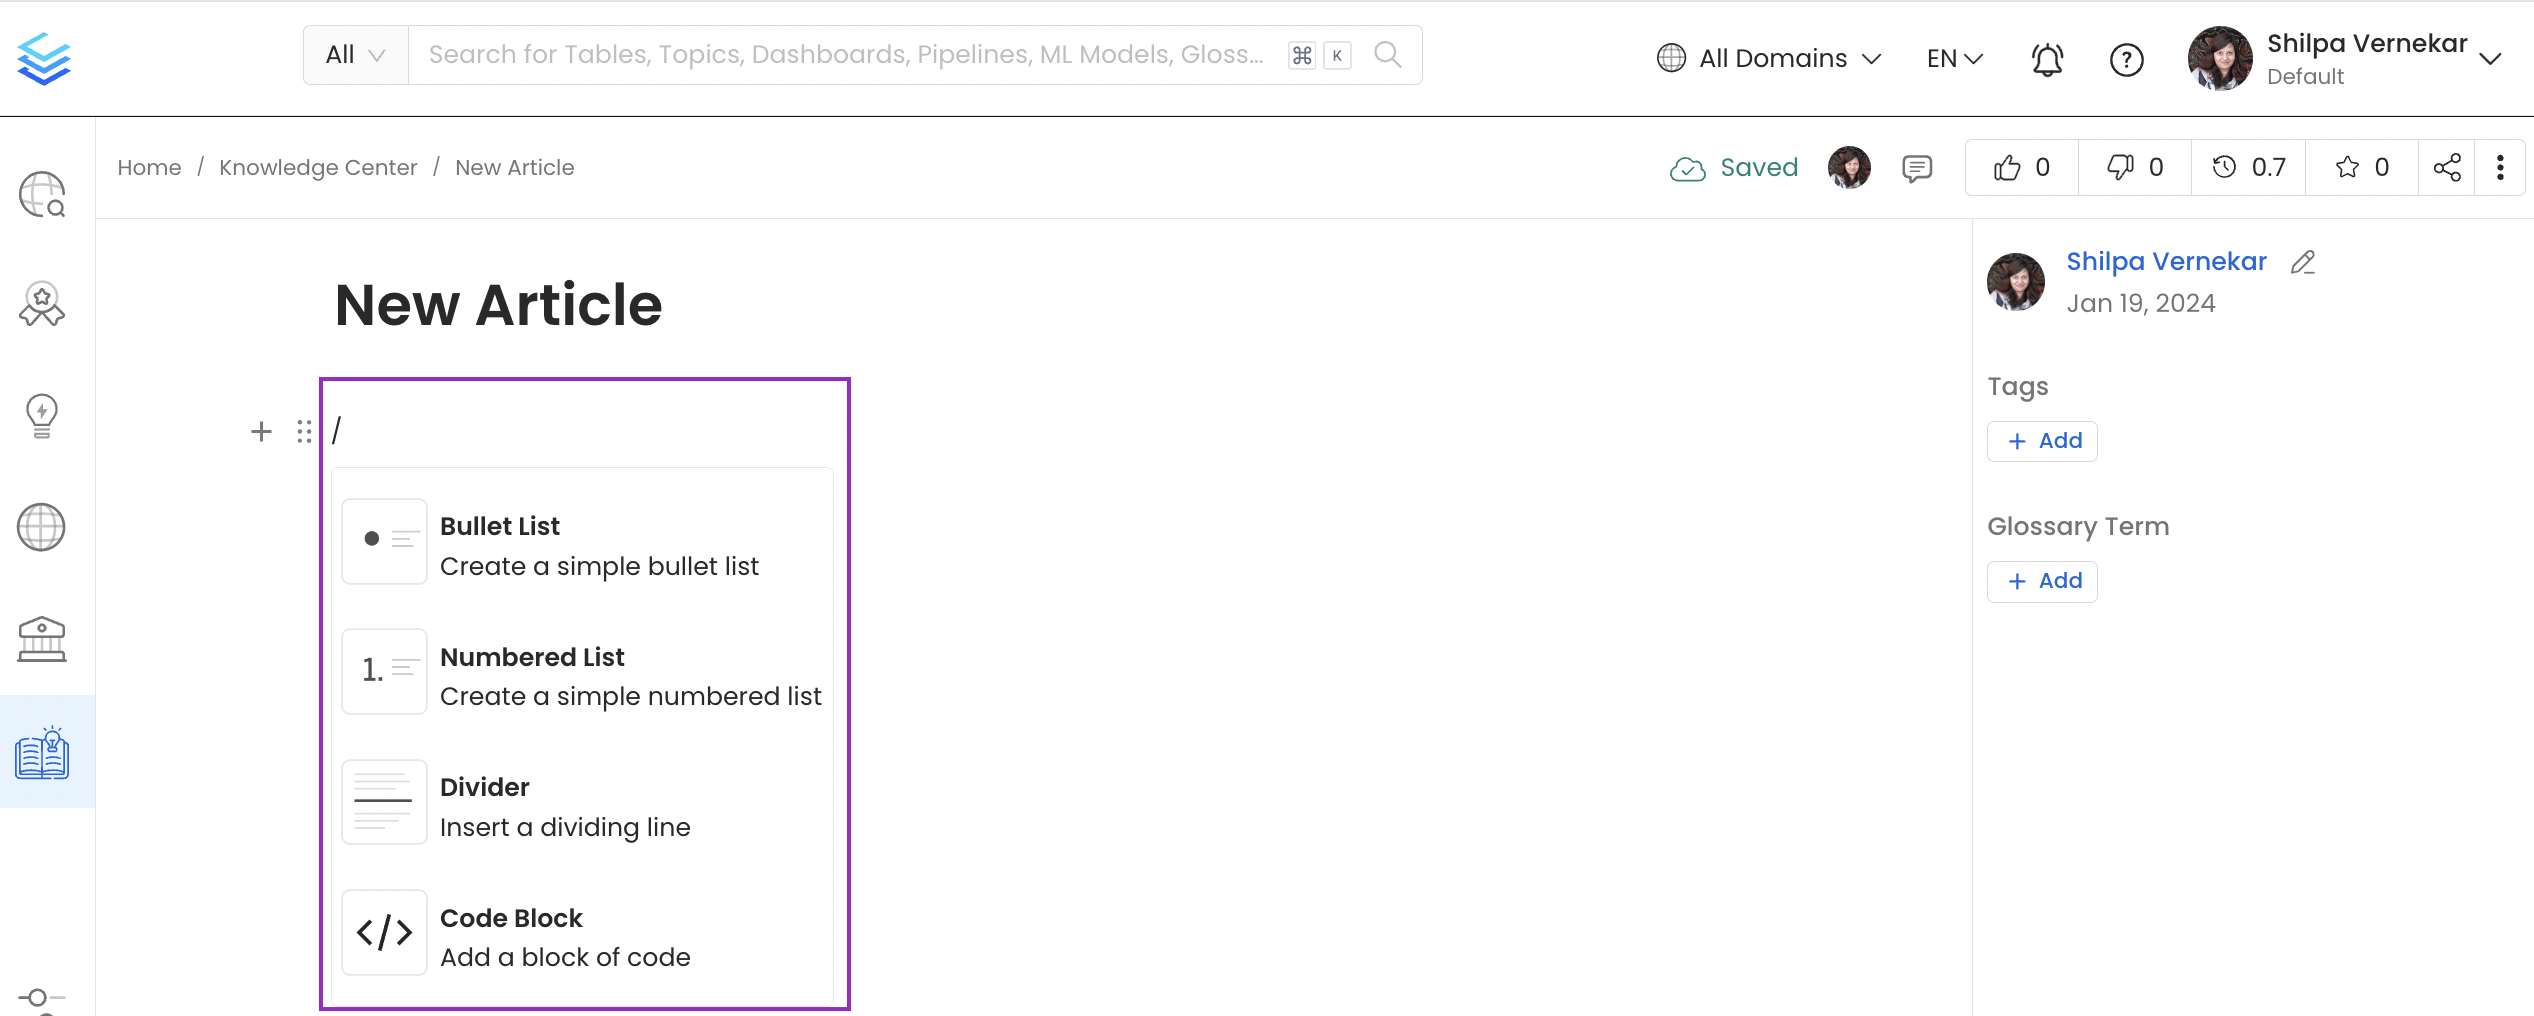 All
Search for Tables, Topics, Dashboards, Pipelines, ML Models, Gloss...
⌘ K
All Domains
EN
Shilpa Vernekar
Default
Home / Knowledge Center / New Article
Saved
0
0
0.7
0
New Article
Shilpa Vernekar
Jan 19, 2024
Tags
+ Add
Glossary Term
+ Add
/
Bullet List
Create a simple bullet list
1.
Numbered List
Create a simple numbered list
Divider
Insert a dividing line
</>
Code Block
Add a block of code